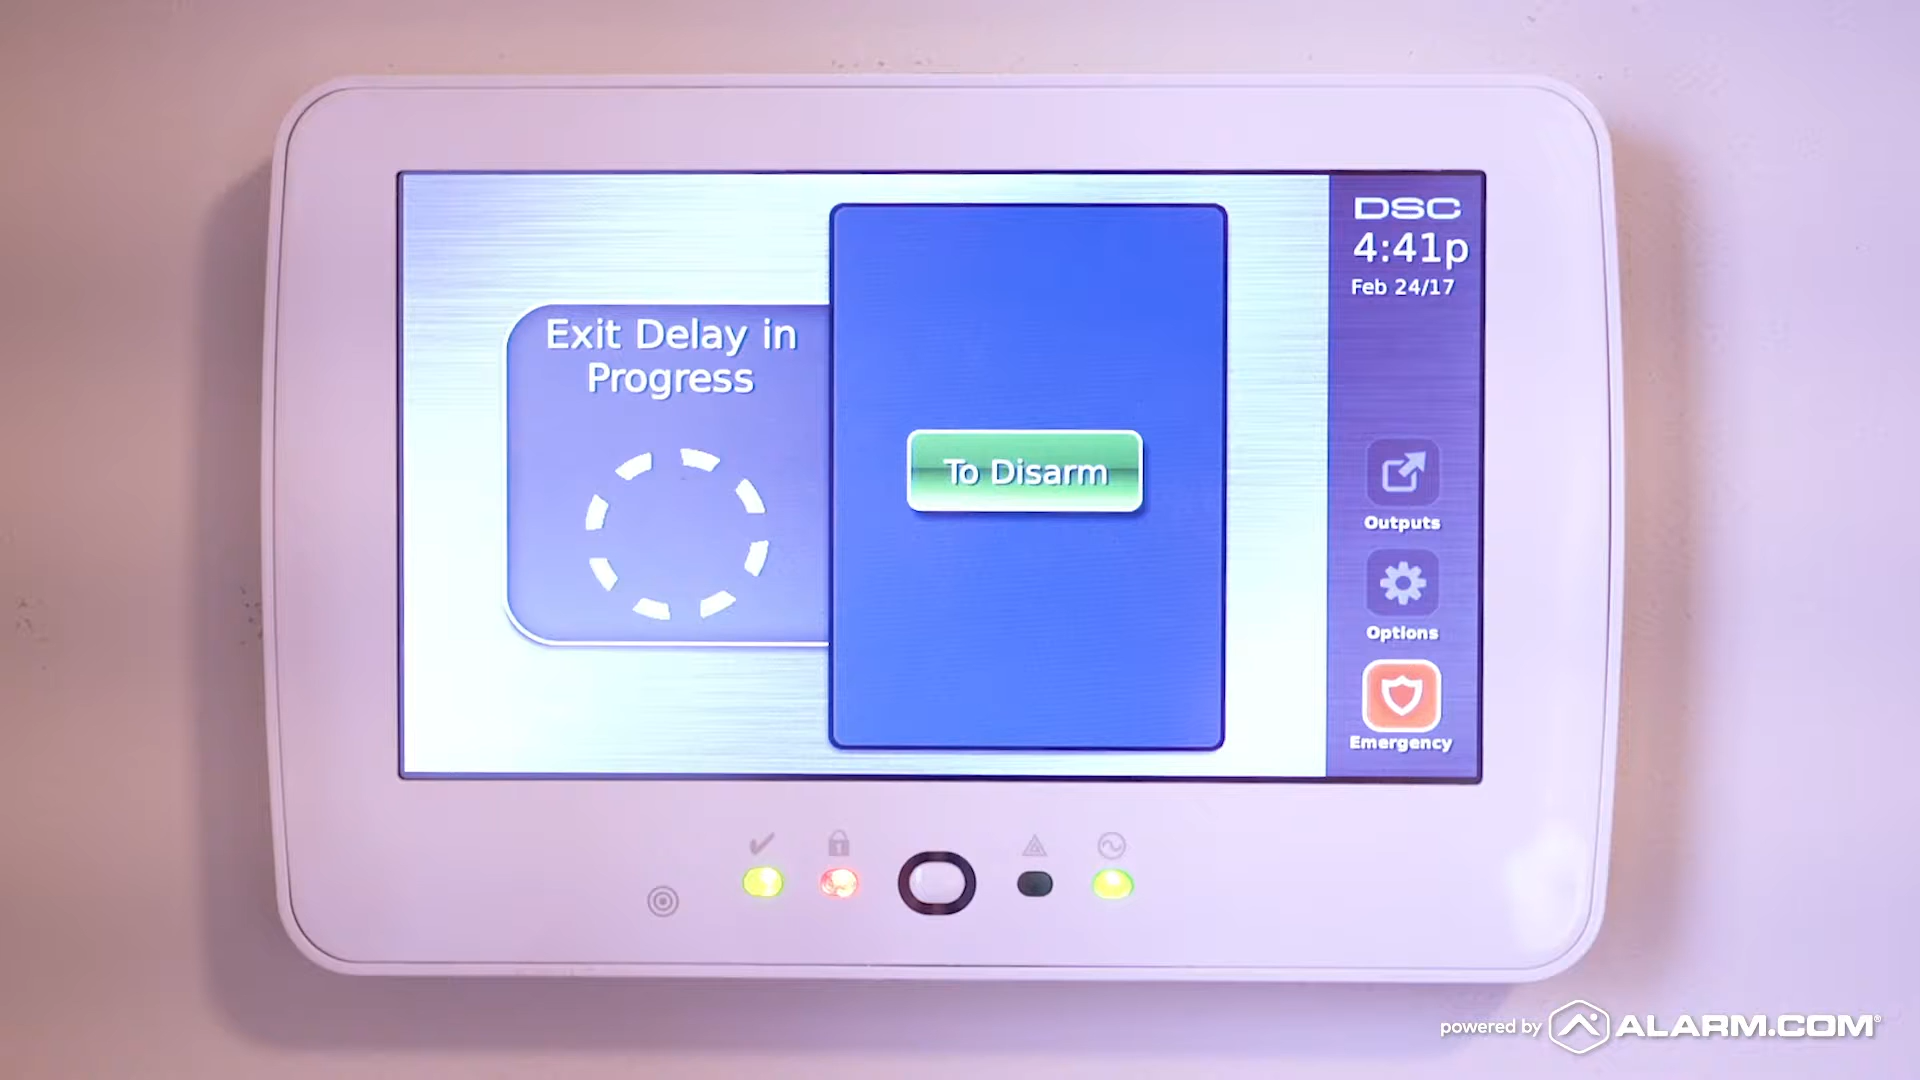 Exit Delay in
Progress
To Disarm
DSC
4:41p
Feb 24/17
Outputs
Options
Emergency
powered by ALARM.COM®